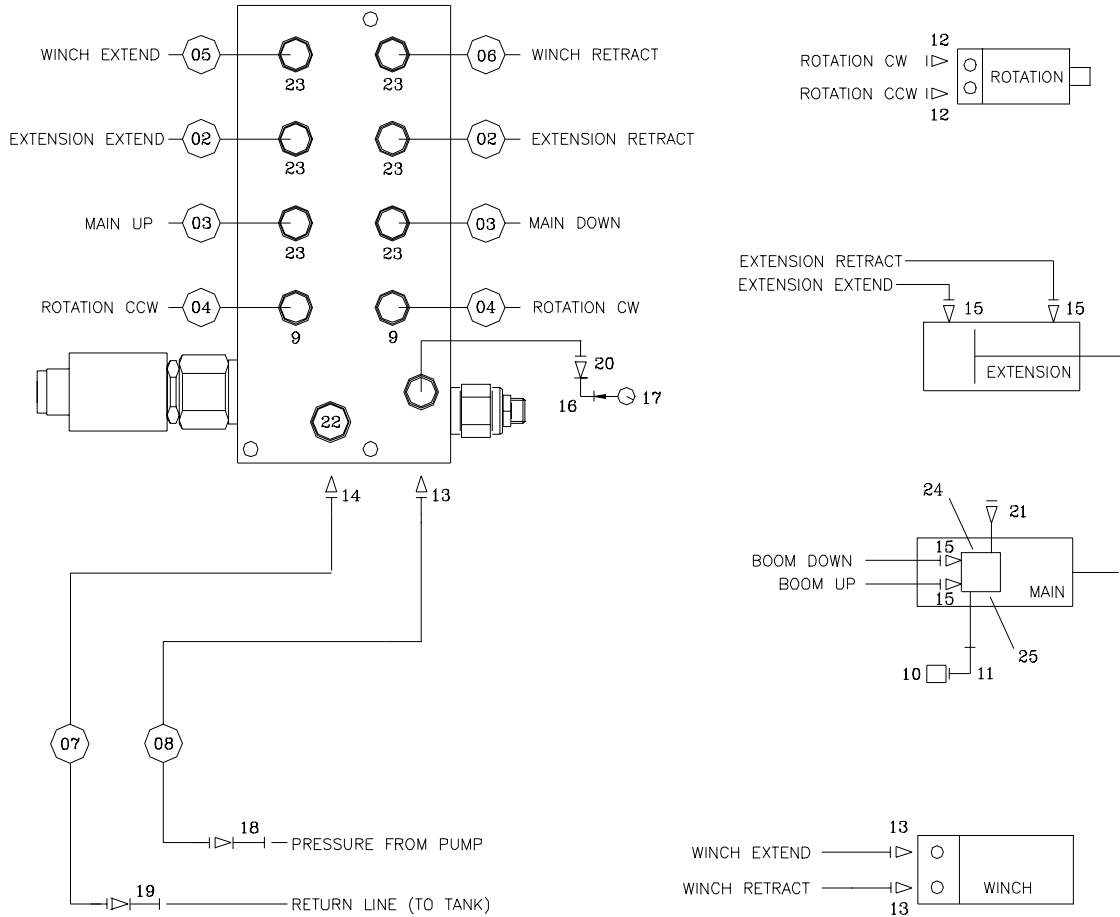 WINCH EXTEND 05 06 WINCH RETRACT
23 23
EXTENSION EXTEND 02 02 EXTENSION RETRACT
23 23
MAIN UP 03 03 MAIN DOWN
23 23
ROTATION CCW 04 04 ROTATION CW
9 9
20
16 17
22
14 13
07 08
18 PRESSURE FROM PUMP
19 RETURN LINE (TO TANK)
12
ROTATION CW
ROTATION
ROTATION CCW
12
EXTENSION RETRACT
EXTENSION EXTEND
15 15
EXTENSION
24 21
15
BOOM DOWN
BOOM UP
15 MAIN
25
10 11
13
WINCH EXTEND
WINCH RETRACT WINCH
13